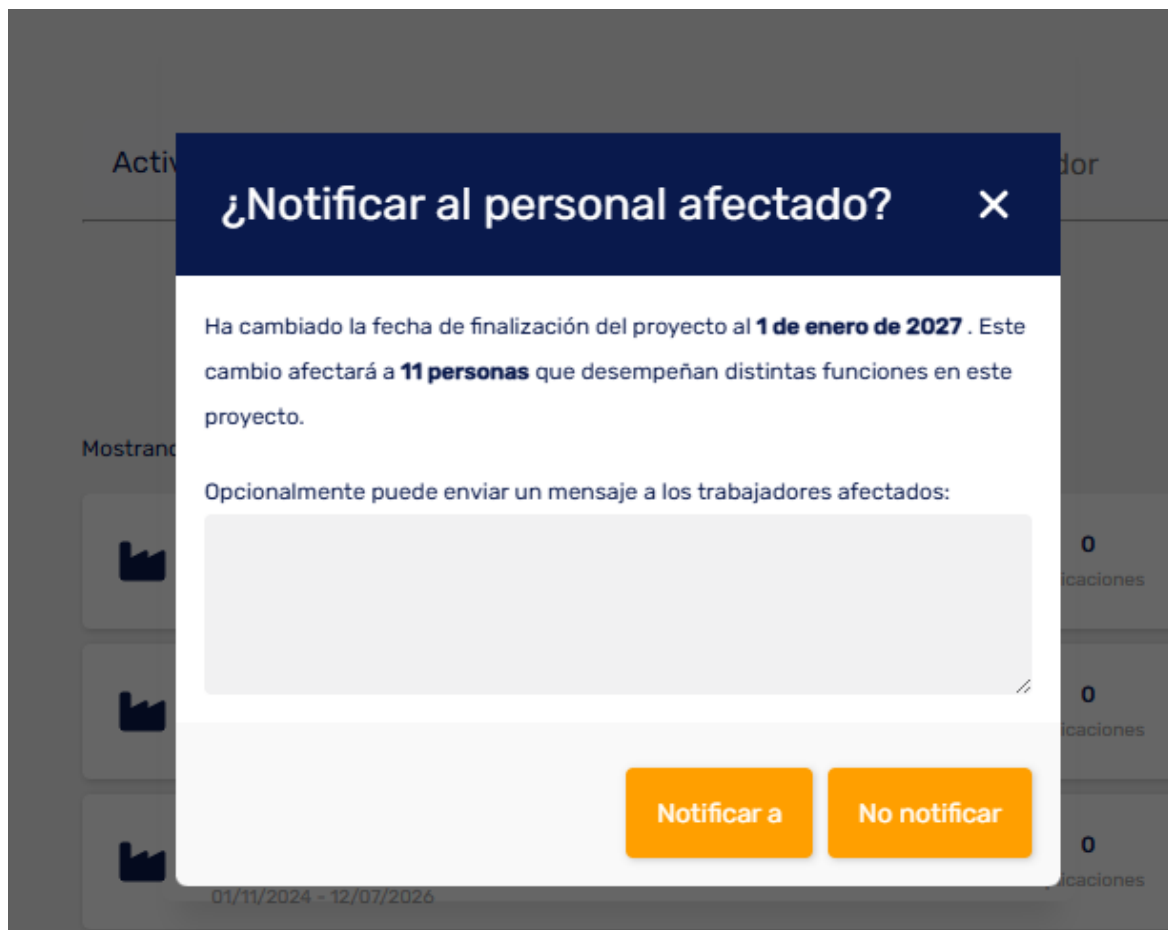 Activ
dor
¿Notificar al personal afectado?
Ha cambiado la fecha de finalización del proyecto al 1 de enero de 2027 . Este
cambio afectará a 11 personas que desempeñan distintas funciones en este
proyecto.
Mostrand
Opcionalmente puede enviar un mensaje a los trabajadores afectados:
0
icaciones
0
icaciones
Notificar a
No notificar
0
icaciones
01/11/2024 - 12/07/2026